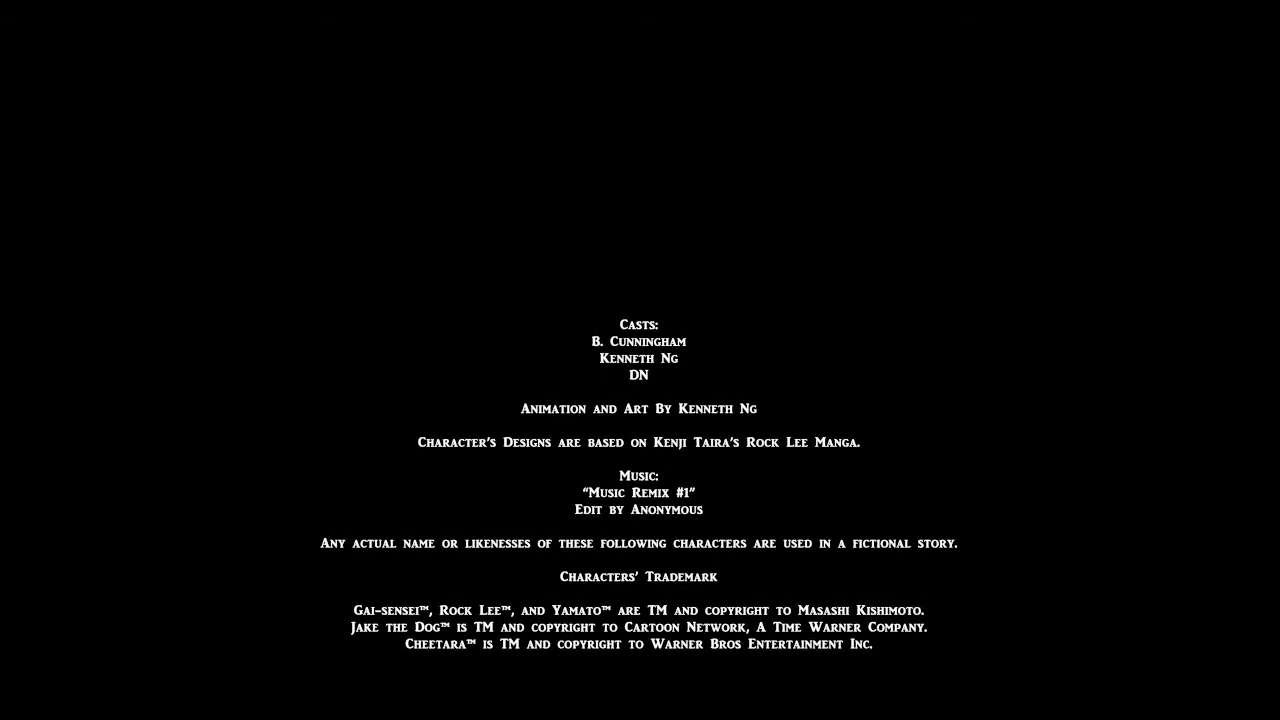 Casts:
B. Cunningham
Kenneth Ng
DN
Animation and Art By Kenneth Ng
Character's Designs are based on Kenji Taira's Rock Lee Manga.
Music:
"Music Remix #1"
Edit by Anonymous
Any actual name or likenesses of these following characters are used in a fictional story.
Characters' Trademark
Gai-sensei™, Rock Lee™, and Yamato™ are TM and copyright to Masashi Kishimoto.
Jake the Dog™ is TM and copyright to Cartoon Network, A Time Warner Company.
Cheetara™ is TM and copyright to Warner Bros Entertainment Inc.